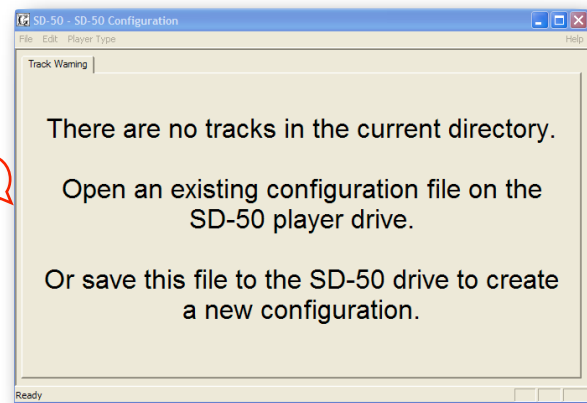 SD-50 - SD-50 Configuration
File Edit Player Type Help
Track Warning
There are no tracks in the current directory.
Open an existing configuration file on the
SD-50 player drive.
Or save this file to the SD-50 drive to create
a new configuration.
Ready